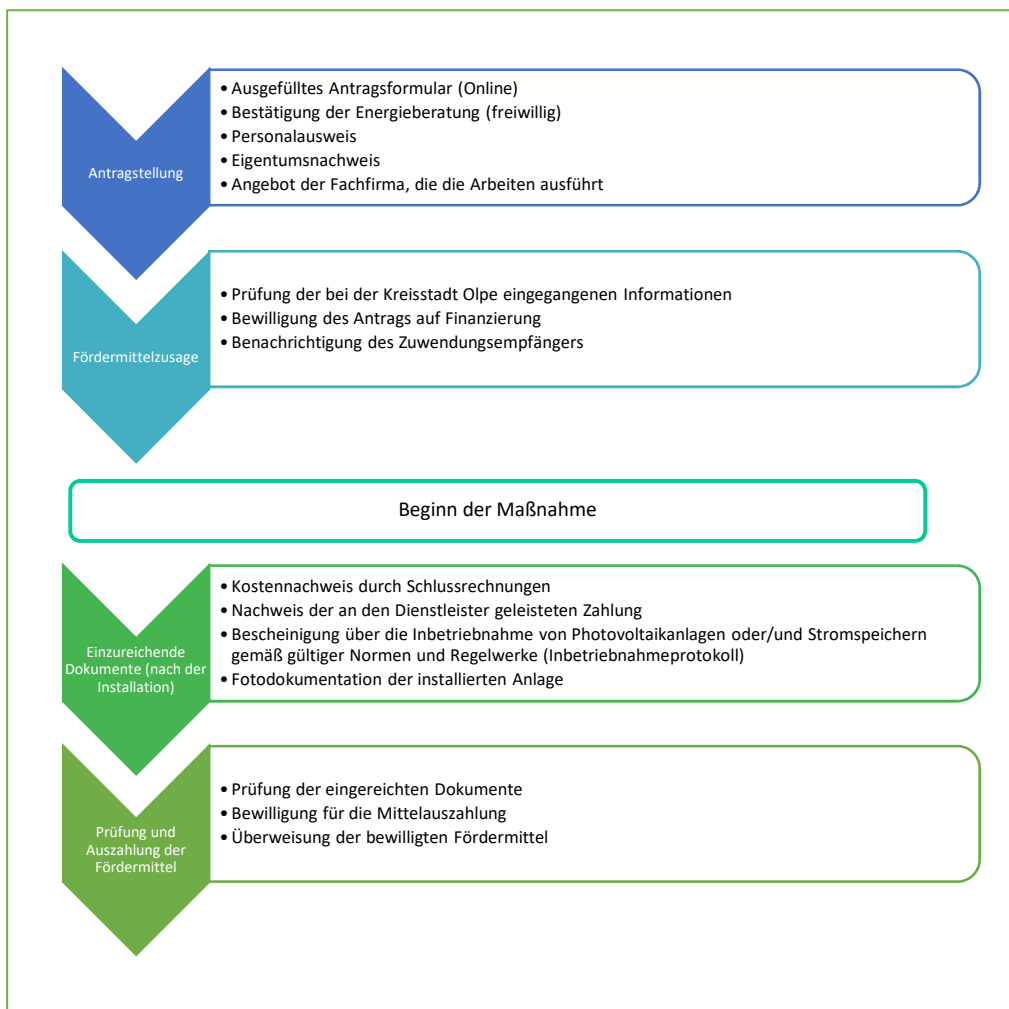 Antragstellung
• Ausgefülltes Antragsformular (Online)
• Bestätigung der Energieberatung (freiwillig)
• Personalausweis
• Eigentumsnachweis
• Angebot der Fachfirma, die die Arbeiten ausführt
Fördermittelzusage
• Prüfung der bei der Kreisstadt Olpe eingegangenen Informationen
• Bewilligung des Antrags auf Finanzierung
• Benachrichtigung des Zuwendungsempfängers
Beginn der Maßnahme
Einzureichende
Dokumente (nach der
Installation)
• Kostennachweis durch Schlussrechnungen
• Nachweis der an den Dienstleister geleisteten Zahlung
• Bescheinigung über die Inbetriebnahme von Photovoltaikanlagen oder/und Stromspeichern
gemäß gültiger Normen und Regelwerke (Inbetriebnahmeprotokoll)
• Fotodokumentation der installierten Anlage
Prüfung und
Auszahlung der
Fördermittel
• Prüfung der eingereichten Dokumente
• Bewilligung für die Mittelauszahlung
• Überweisung der bewilligten Fördermittel